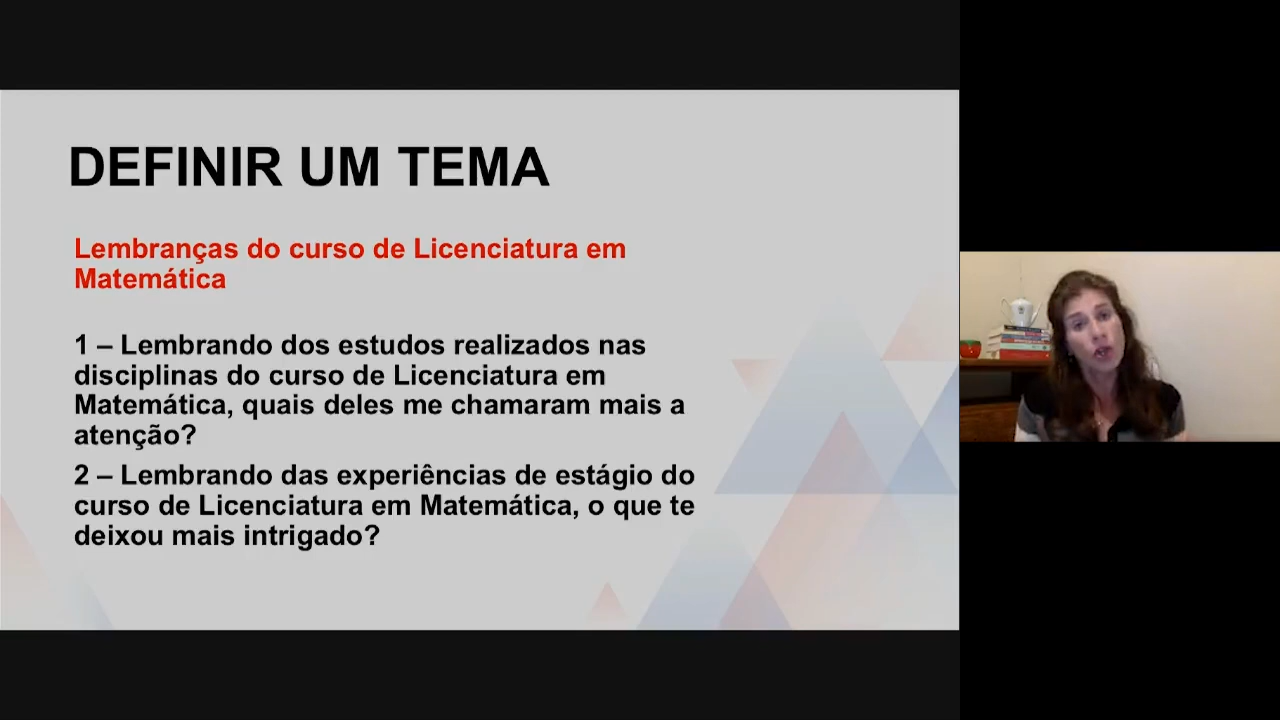 DEFINIR UM TEMA
Lembranças do curso de Licenciatura em
Matemática
1 – Lembrando dos estudos realizados nas
disciplinas do curso de Licenciatura em
Matemática, quais deles me chamaram mais a
atenção?
2 – Lembrando das experiências de estágio do
curso de Licenciatura em Matemática, o que te
deixou mais intrigado?